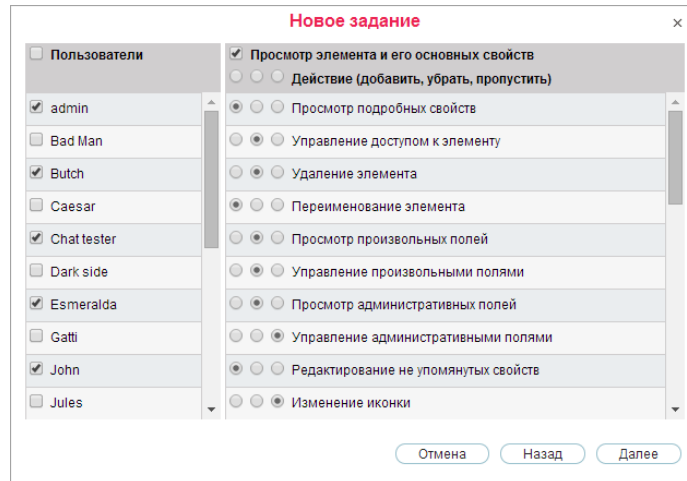 Новое задание
Пользователи
Просмотр элемента и его основных свойств
Действие (добавить, убрать, пропустить)
admin
Просмотр подробных свойств
Bad Man
Управление доступом к элементу
Butch
Удаление элемента
Caesar
Переименование элемента
Chat tester
Просмотр произвольных полей
Dark side
Управление произвольными полями
Esmeralda
Просмотр административных полей
Gatti
Управление административными полями
John
Редактирование не упомянутых свойств
Jules
Изменение иконки
Отмена
Назад
Далее